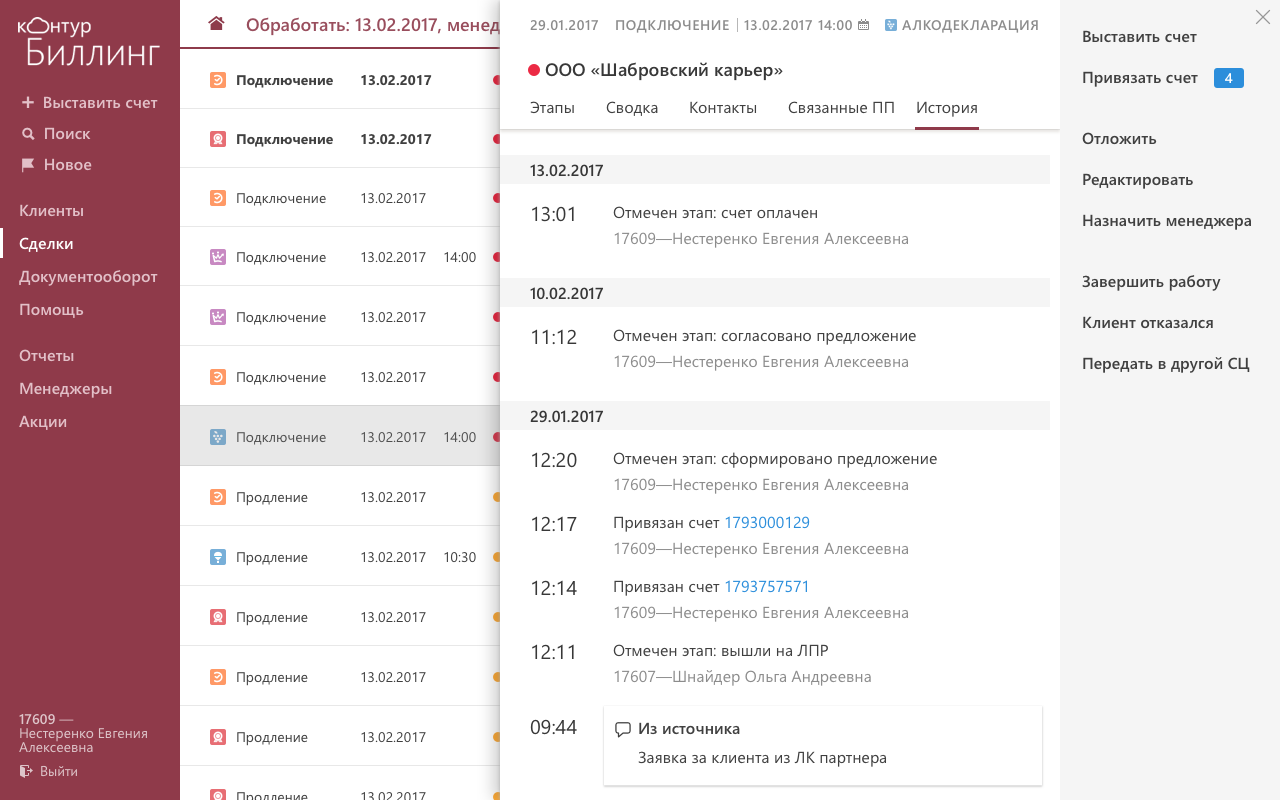 контур
Биллинг
Выставить счет
Поиск
Новое
Клиенты
Сделки
Документооборот
Помощь
Отчеты
Менеджеры
Акции
17609 —
Нестеренко Евгения
Алексеевна
Выйти
Обработать: 13.02.2017, менед
Подключение 13.02.2017
Подключение 13.02.2017
Подключение 13.02.2017
Подключение 13.02.2017 14:00
Подключение 13.02.2017
Подключение 13.02.2017
Подключение 13.02.2017 14:00
Продление 13.02.2017
Продление 13.02.2017 10:30
Продление 13.02.2017
Продление 13.02.2017
Продление 13.02.2017
Продление 13.02.2017
29.01.2017 ПОДКЛЮЧЕНИЕ 13.02.2017 14:00 АЛКОДЕКЛАРАЦИЯ
ООО «Шабровский карьер»
Этапы Сводка Контакты Связанные ПП История
13.02.2017
13:01 Отмечен этап: счет оплачен
17609—Нестеренко Евгения Алексеевна
10.02.2017
11:12 Отмечен этап: согласовано предложение
17609—Нестеренко Евгения Алексеевна
29.01.2017
12:20 Отмечен этап: сформировано предложение
17609—Нестеренко Евгения Алексеевна
12:17 Привязан счет 1793000129
17609—Нестеренко Евгения Алексеевна
12:14 Привязан счет 1793757571
17609—Нестеренко Евгения Алексеевна
12:11 Отмечен этап: вышли на ЛПР
17607—Шнайдер Ольга Андреевна
09:44 Из источника
Заявка за клиента из ЛК партнера
Выставить счет
Привязать счет 4
Отложить
Редактировать
Назначить менеджера
Завершить работу
Клиент отказался
Передать в другой СЦ